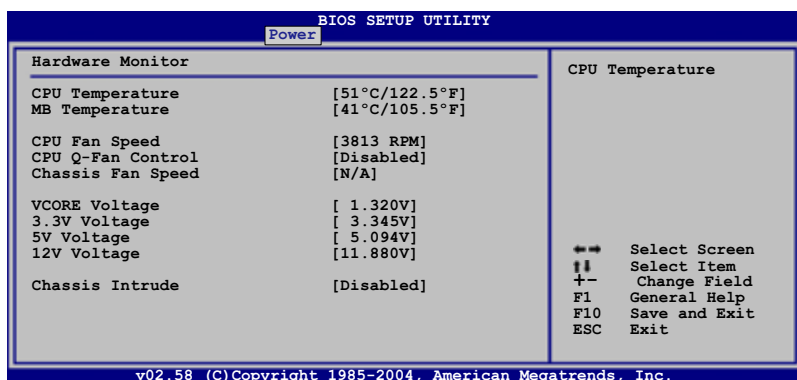 BIOS SETUP UTILITY
Power
Hardware Monitor
CPU Temperature [51°C/122.5°F]
MB Temperature [41°C/105.5°F]
CPU Fan Speed [3813 RPM]
CPU Q-Fan Control [Disabled]
Chassis Fan Speed [N/A]
VCORE Voltage [ 1.320V]
3.3V Voltage [ 3.345V]
5V Voltage [ 5.094V]
12V Voltage [11.880V]
Chassis Intrude [Disabled]
CPU Temperature
←→ Select Screen
↑↓ Select Item
+- Change Field
F1 General Help
F10 Save and Exit
ESC Exit
v02.58 (C)Copyright 1985-2004, American Megatrends, Inc.